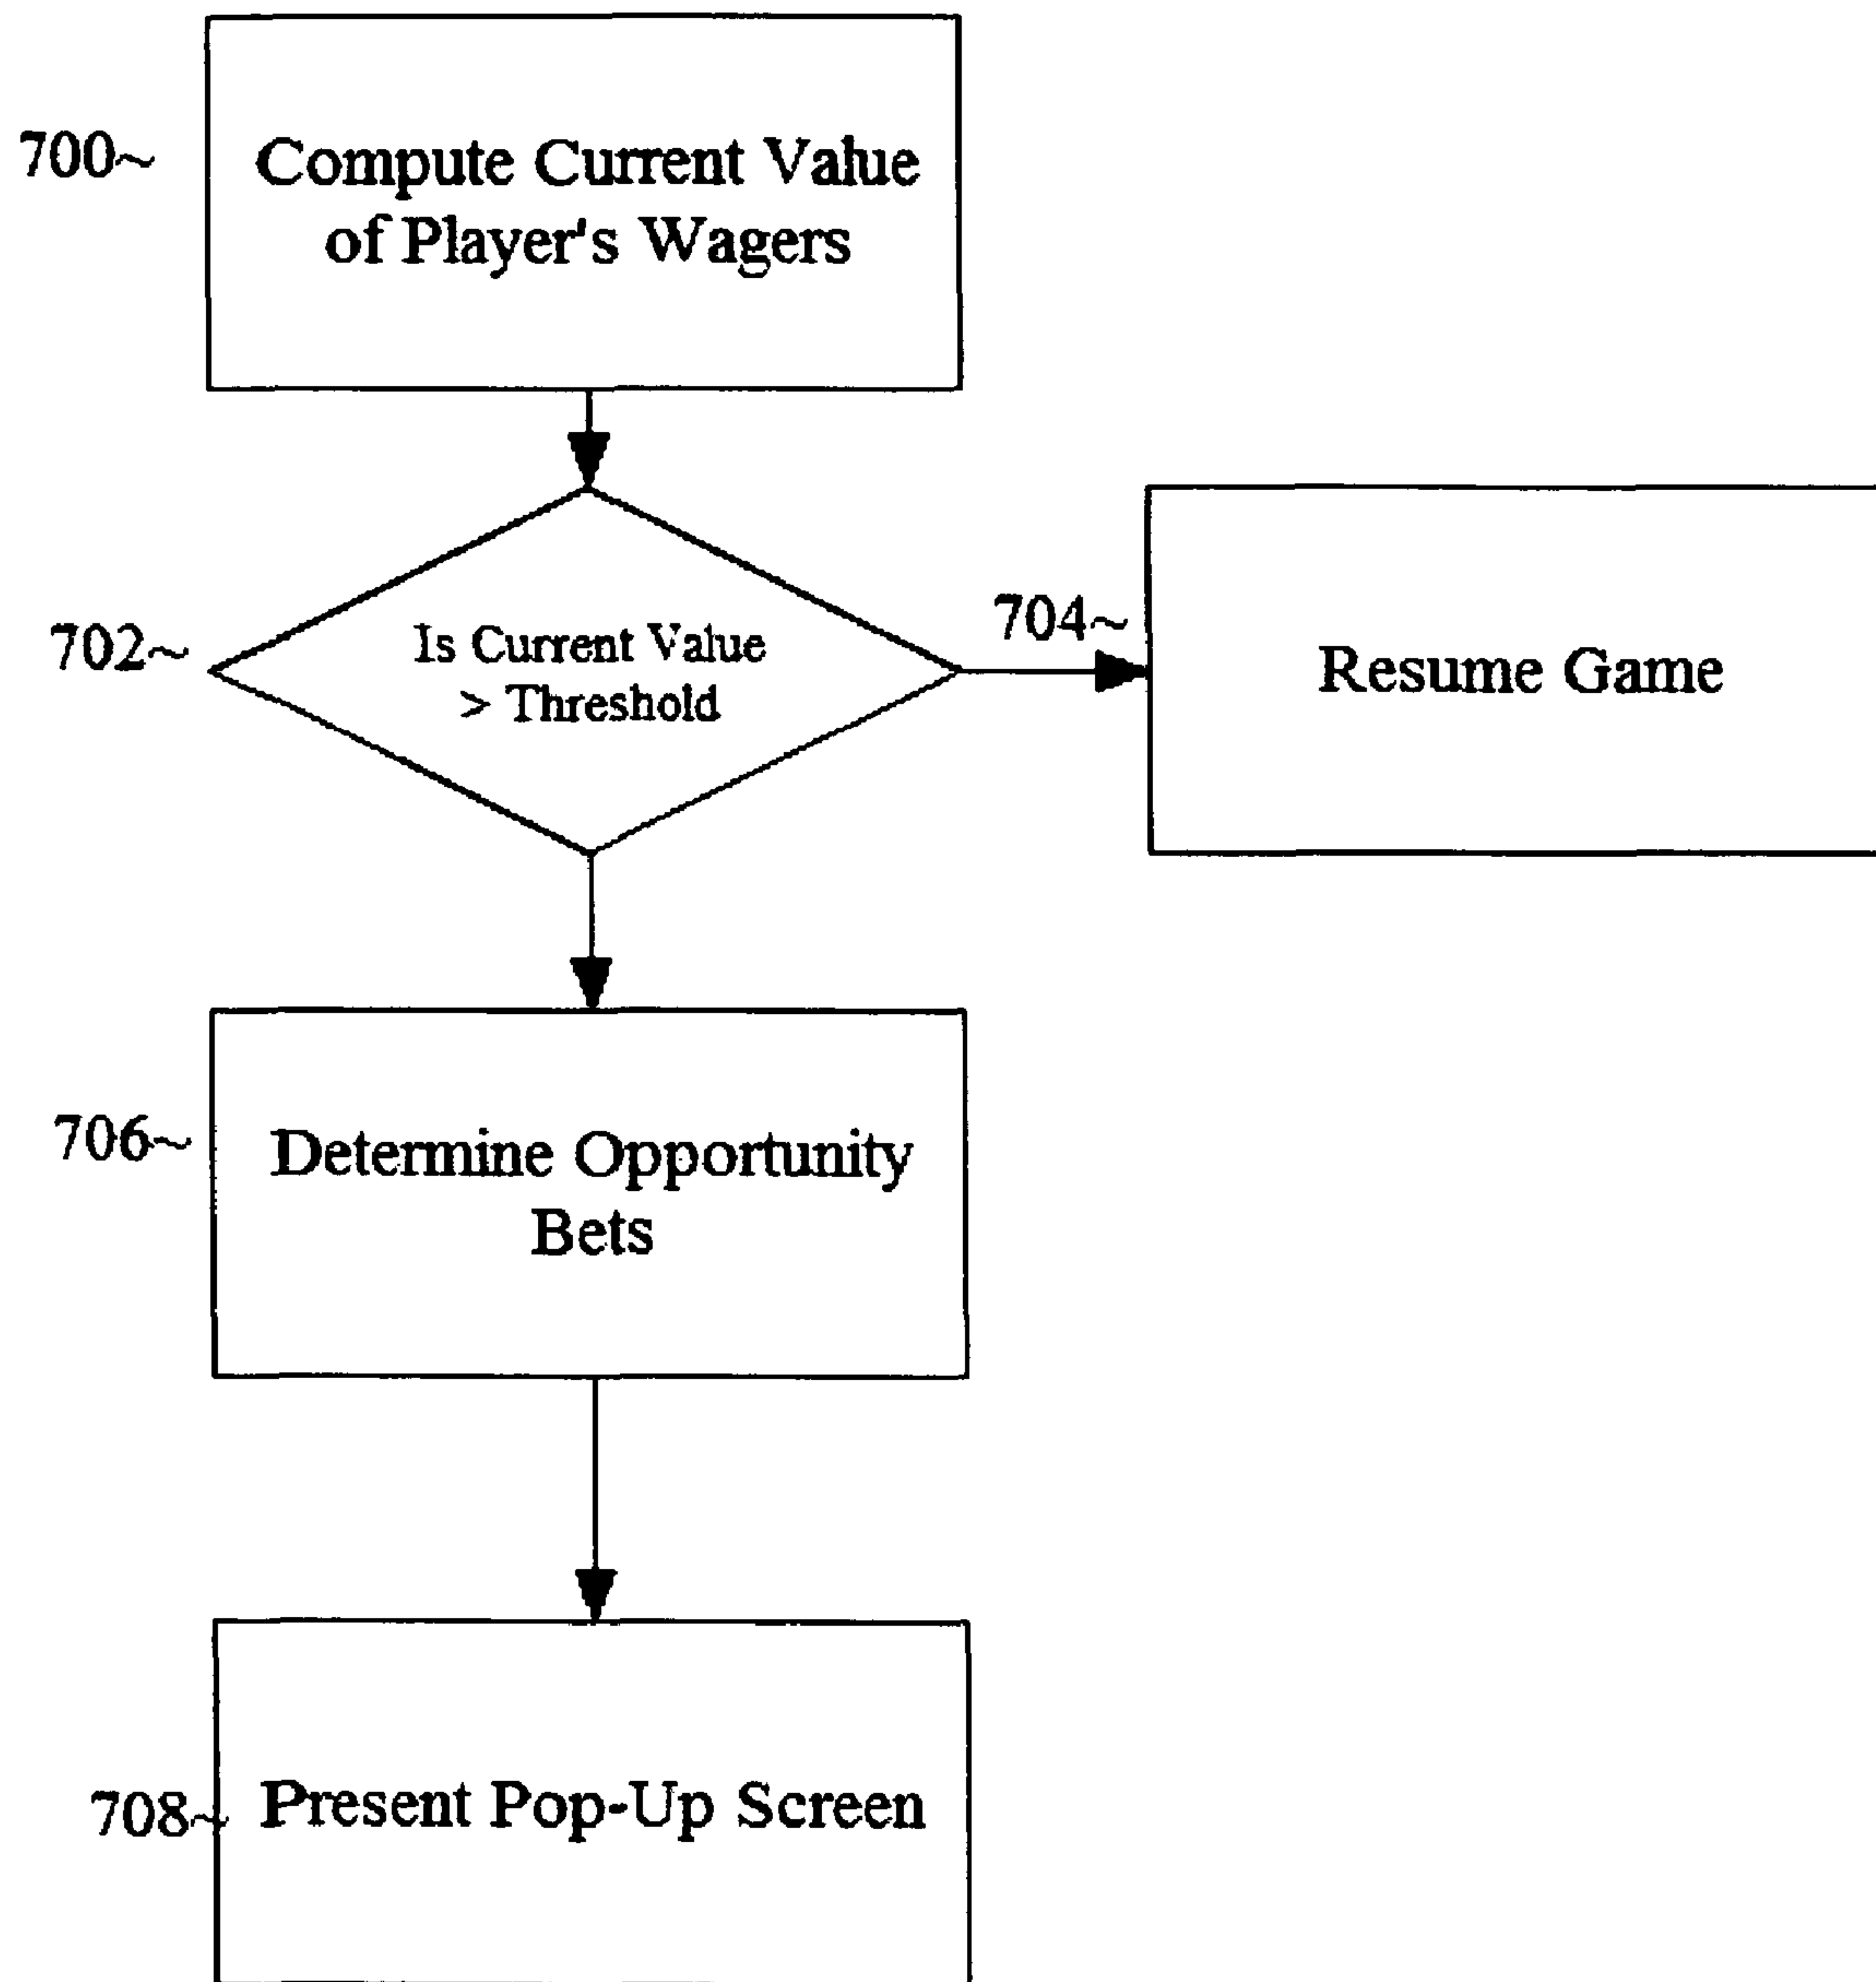 700~
Compute Current Value
of Player's Wagers
702~
Is Current Value
> Threshold
704~
Resume Game
706~
Determine Opportunity
Bets
708~
Present Pop-Up Screen